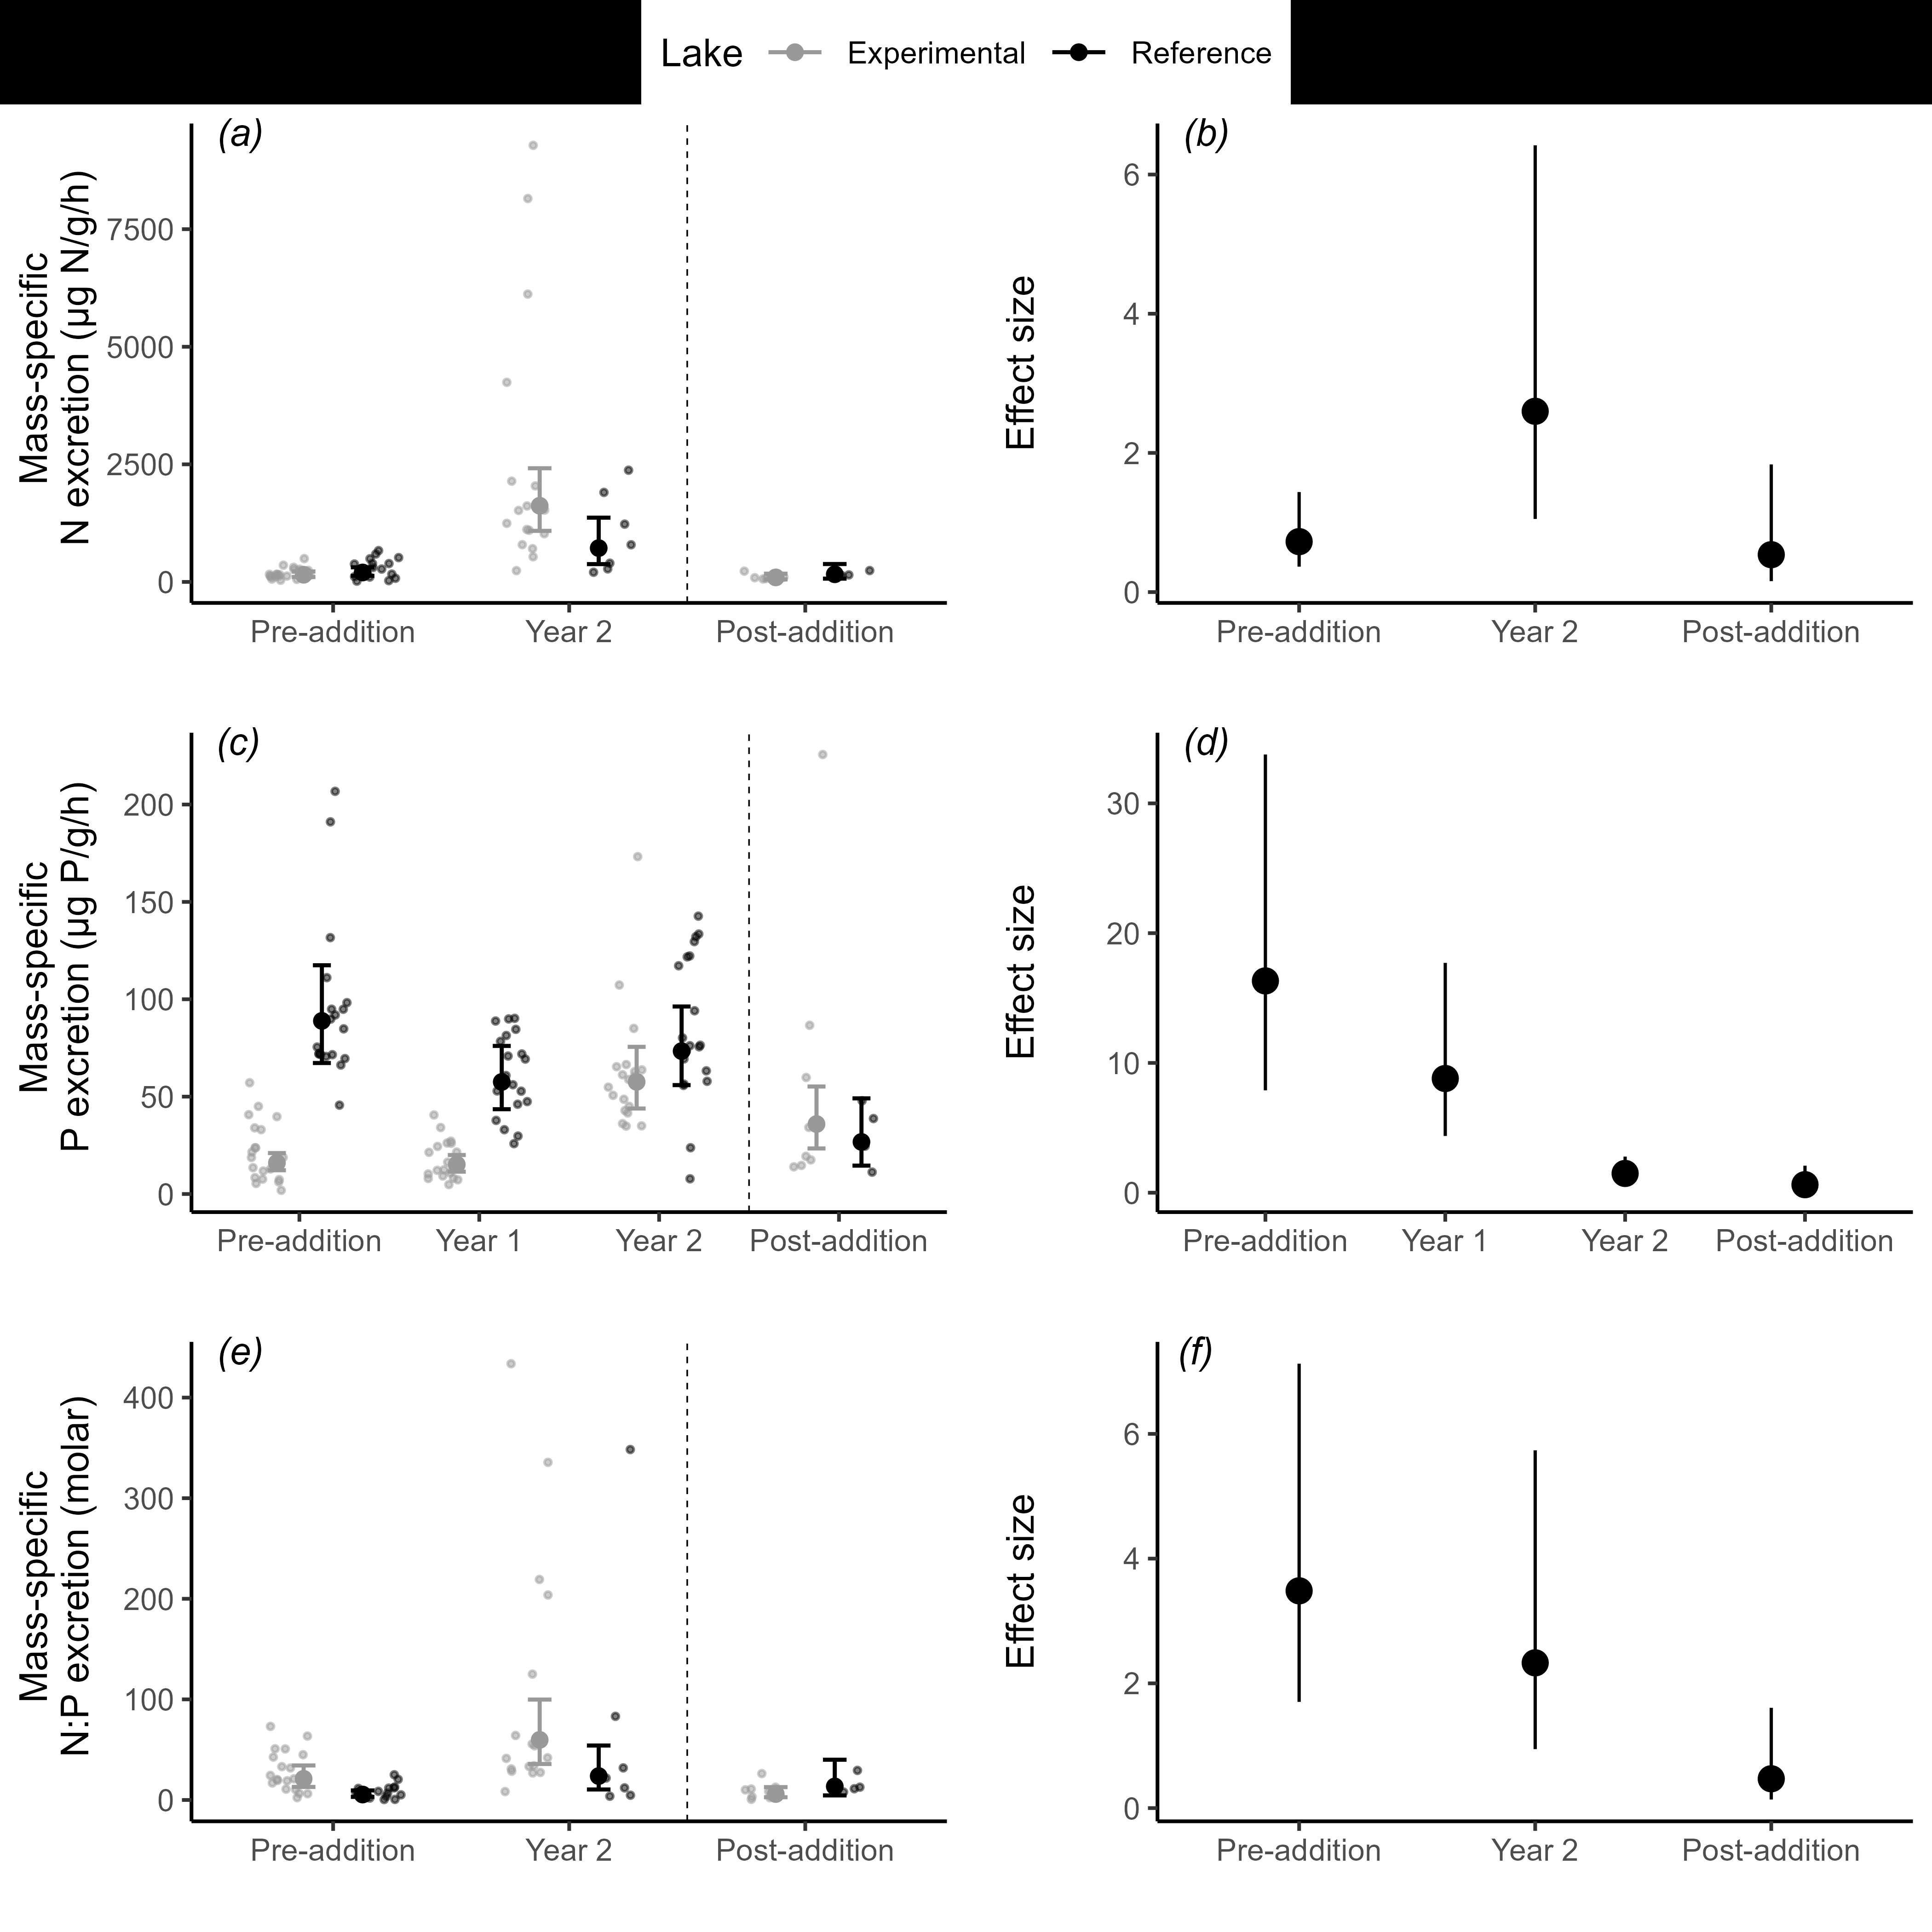 Lake Experimental Reference
(a)
Mass-specific
N excretion (µg N/g/h)
7500
5000
2500
0
Pre-addition Year 2 Post-addition
(b)
Effect size
6
4
2
0
Pre-addition Year 2 Post-addition
(c)
Mass-specific
P excretion (µg P/g/h)
200
150
100
50
0
Pre-addition Year 1 Year 2 Post-addition
(d)
Effect size
30
20
10
0
Pre-addition Year 1 Year 2 Post-addition
(e)
Mass-specific
N:P excretion (molar)
400
300
200
100
0
Pre-addition Year 2 Post-addition
(f)
Effect size
6
4
2
0
Pre-addition Year 2 Post-addition